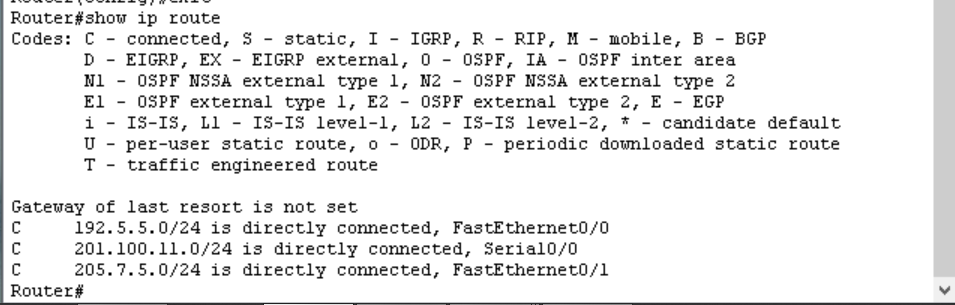 Router(config)#exit
Router#show ip route
Codes: C - connected, S - static, I - IGRP, R - RIP, M - mobile, B - BGP
D - EIGRP, EX - EIGRP external, O - OSPF, IA - OSPF inter area
N1 - OSPF NSSA external type 1, N2 - OSPF NSSA external type 2
E1 - OSPF external type 1, E2 - OSPF external type 2, E - EGP
i - IS-IS, L1 - IS-IS level-1, L2 - IS-IS level-2, * - candidate default
U - per-user static route, o - ODR, P - periodic downloaded static route
T - traffic engineered route
Gateway of last resort is not set
C 192.5.5.0/24 is directly connected, FastEthernet0/0
C 201.100.11.0/24 is directly connected, Serial0/0
C 205.7.5.0/24 is directly connected, FastEthernet0/1
Router#